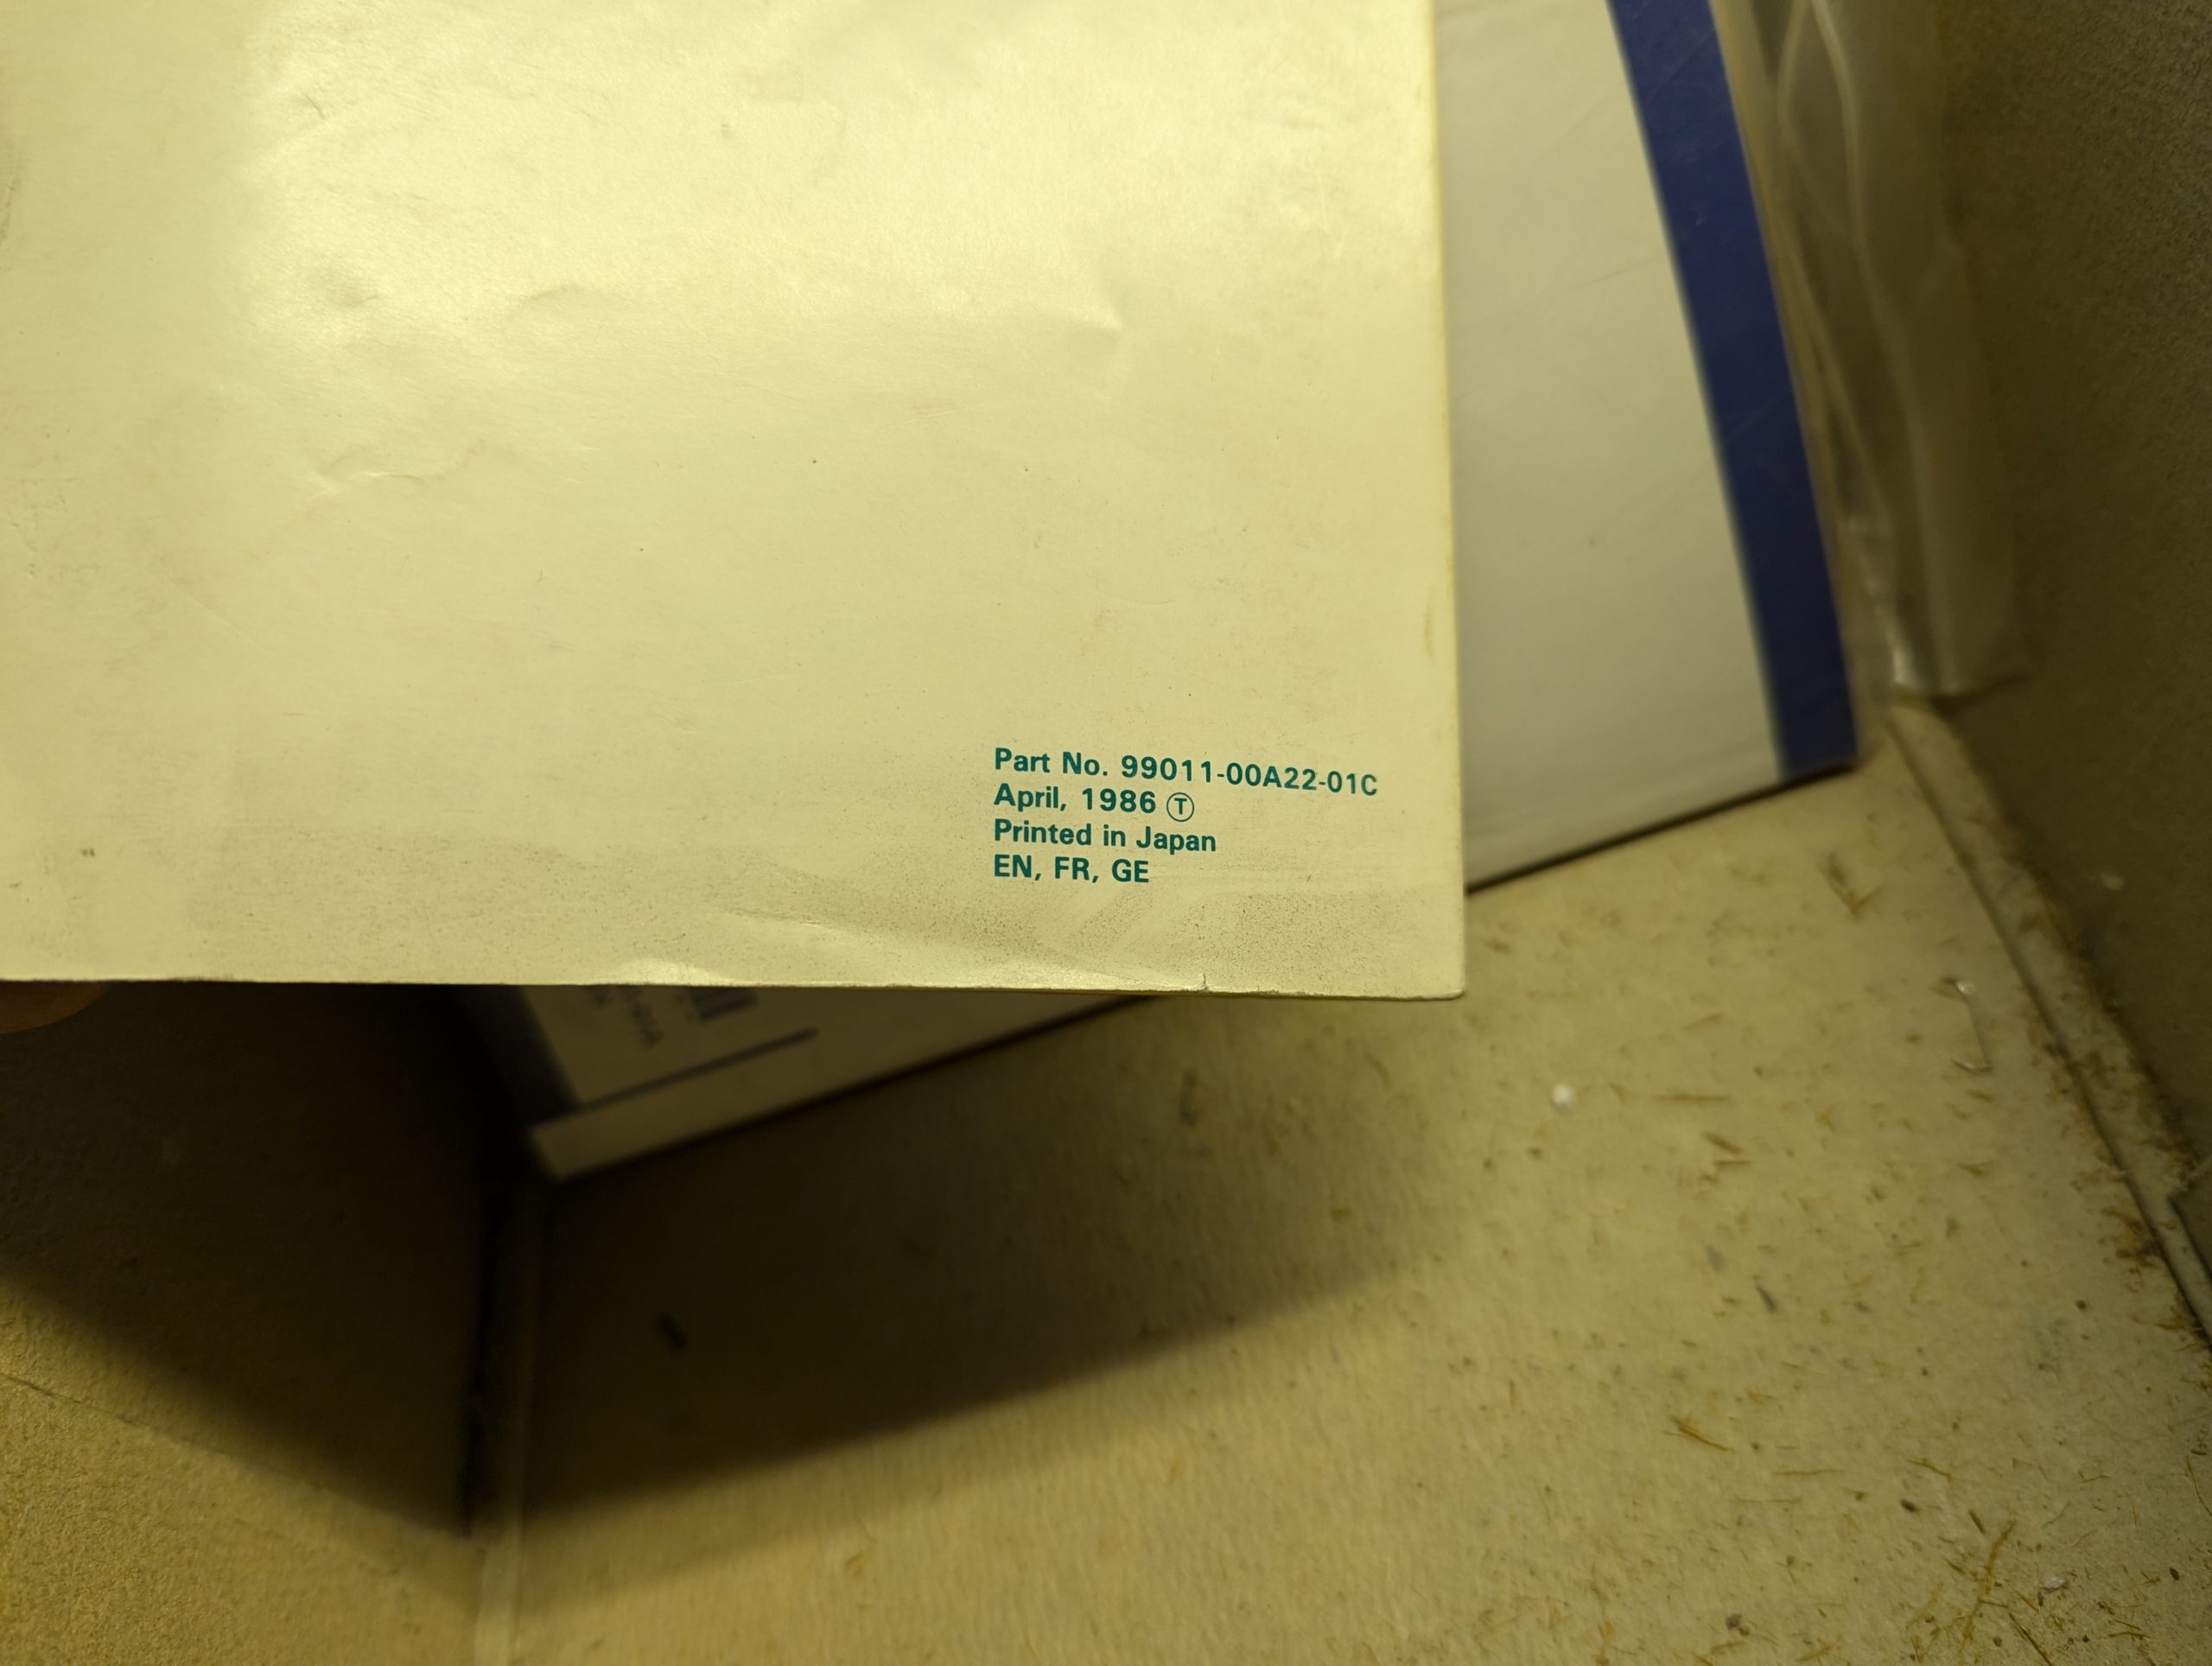 Part No. 99011-00A22-01C
April, 1986 Ⓣ
Printed in Japan
EN, FR, GE